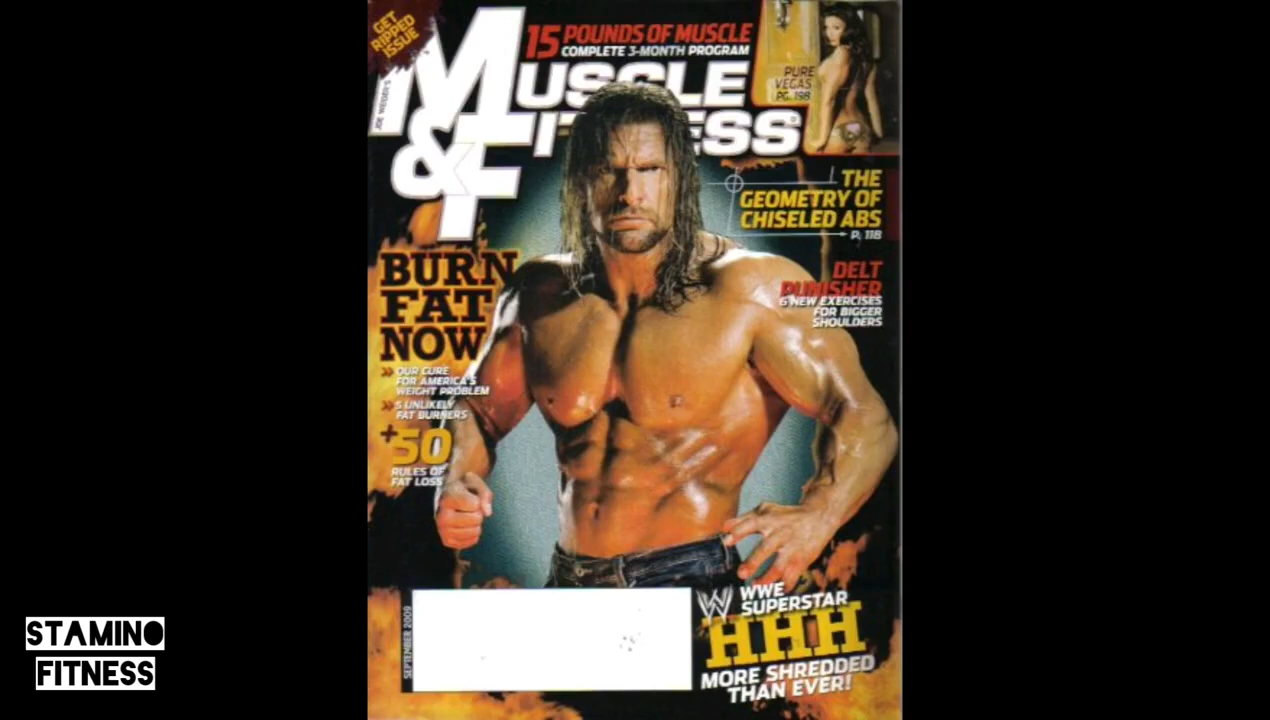 GET
RIPPED
ISSUE
15 POUNDS OF MUSCLE
COMPLETE 3-MONTH PROGRAM
JOE WEIDER'S
MUSCLE
& FITNESS
M
&F
PURE
VEGAS
PG. 198
THE
GEOMETRY OF
CHISELED ABS
P. 118
BURN
FAT
NOW
» OUR CURE
FOR AMERICA'S
WEIGHT PROBLEM
» 5 UNLIKELY
FAT BURNERS
+50
RULES OF
FAT LOSS
DELT
PUNISHER
6 NEW EXERCISES
FOR BIGGER
SHOULDERS
SEPTEMBER 2009
W WWE
SUPERSTAR
HHH
MORE SHREDDED
THAN EVER!
STAMINO
FITNESS